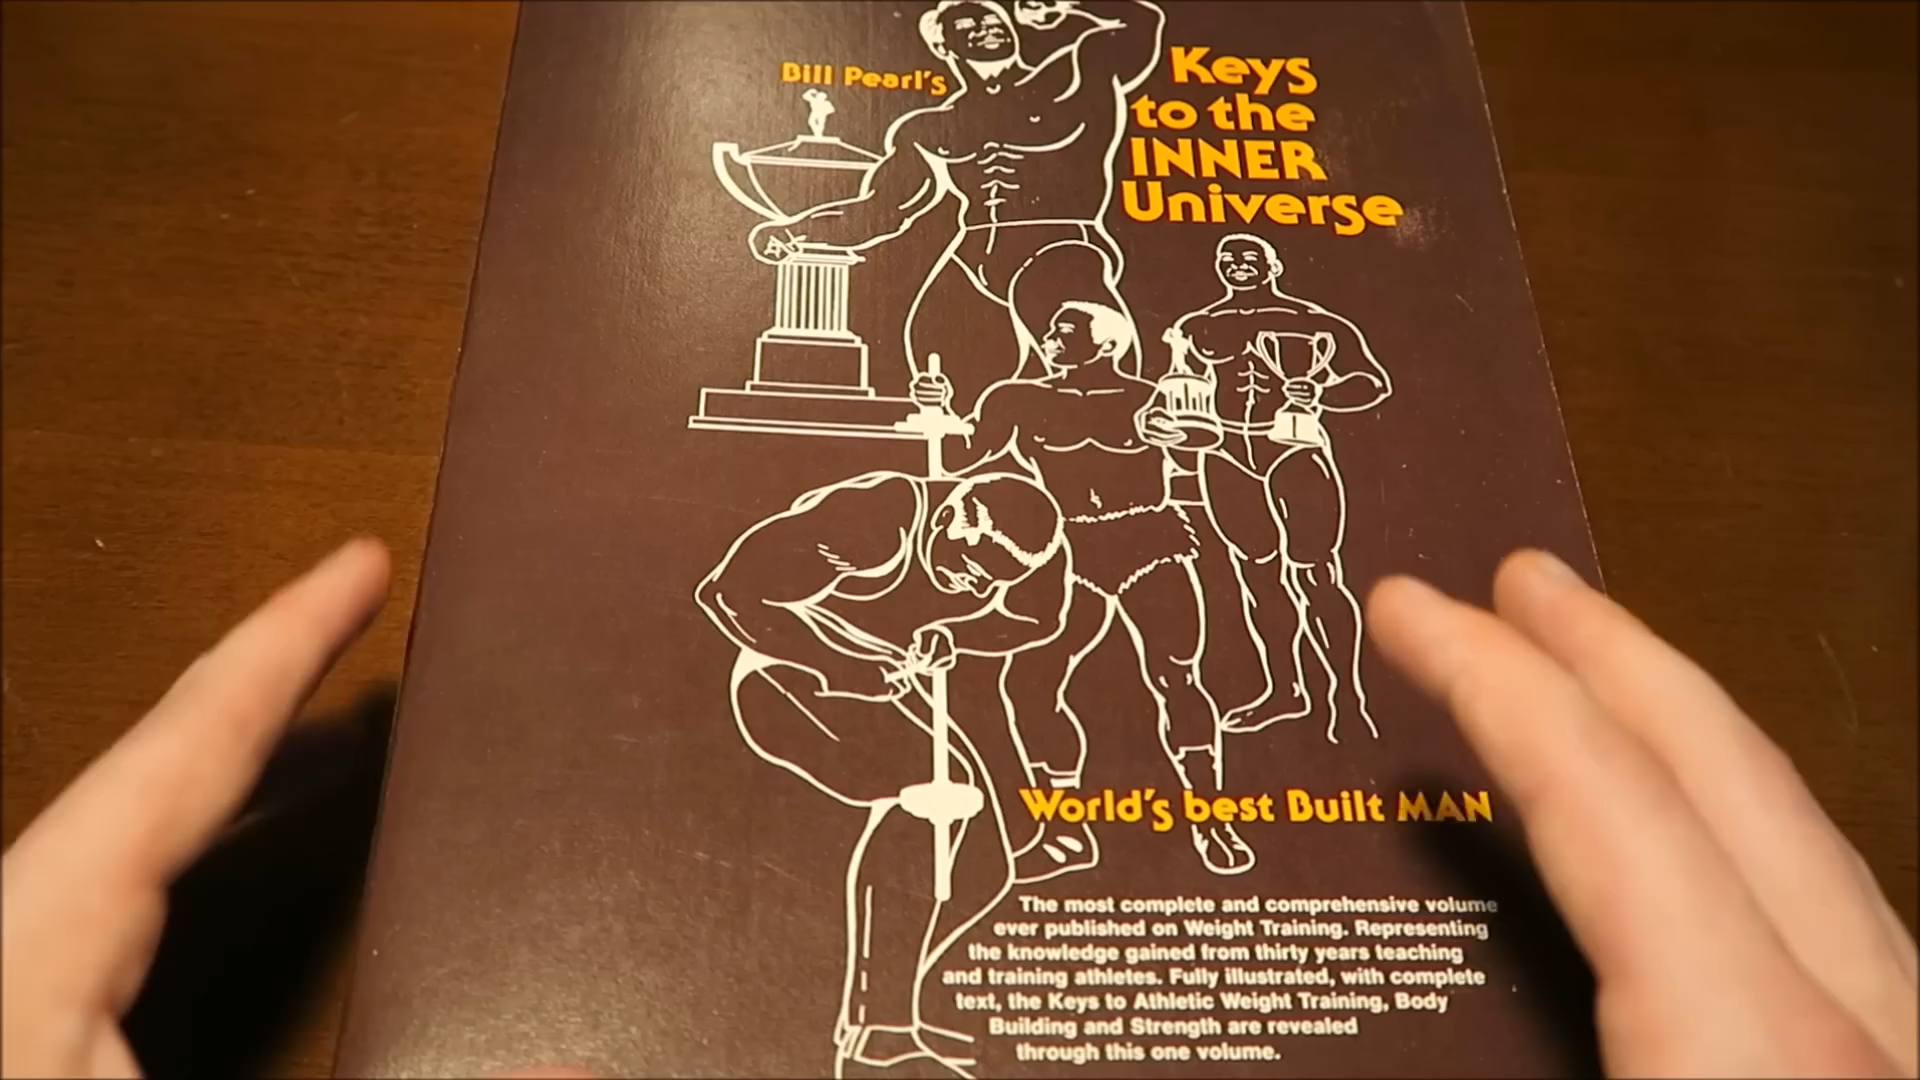 Bill Pearl's
Keys
to the
INNER
Universe
World's best Built MAN
The most complete and comprehensive volume
ever published on Weight Training. Representing
the knowledge gained from thirty years teaching
and training athletes. Fully illustrated, with complete
text, the Keys to Athletic Weight Training, Body
Building and Strength are revealed
through this one volume.